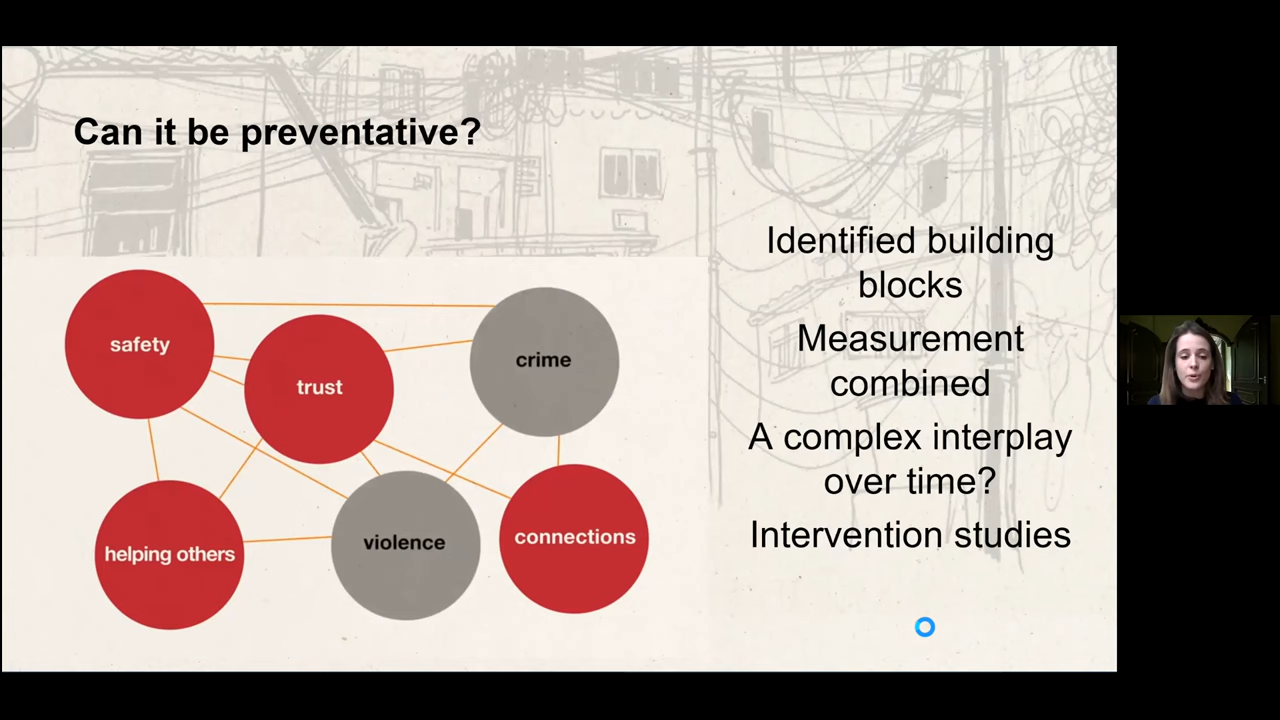 Can it be preventative?
safety
trust
crime
helping others
violence
connections
Identified building
blocks
Measurement
combined
A complex interplay
over time?
Intervention studies